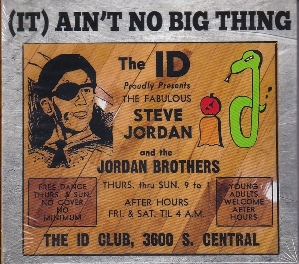 (IT) AIN'T NO BIG THING
The ID
Proudly Presents
THE FABULOUS
STEVE
JORDAN
and the
JORDAN BROTHERS
THURS. thru SUN. 9 to 1
AFTER HOURS
FRI. & SAT. TIL 4 A.M.
FREE DANCE
THURS. & SUN.
NO COVER
NO
MINIMUM
YOUNG
ADULTS
WELCOME
AFTER
HOURS
THE ID CLUB, 3600 S. CENTRAL
id